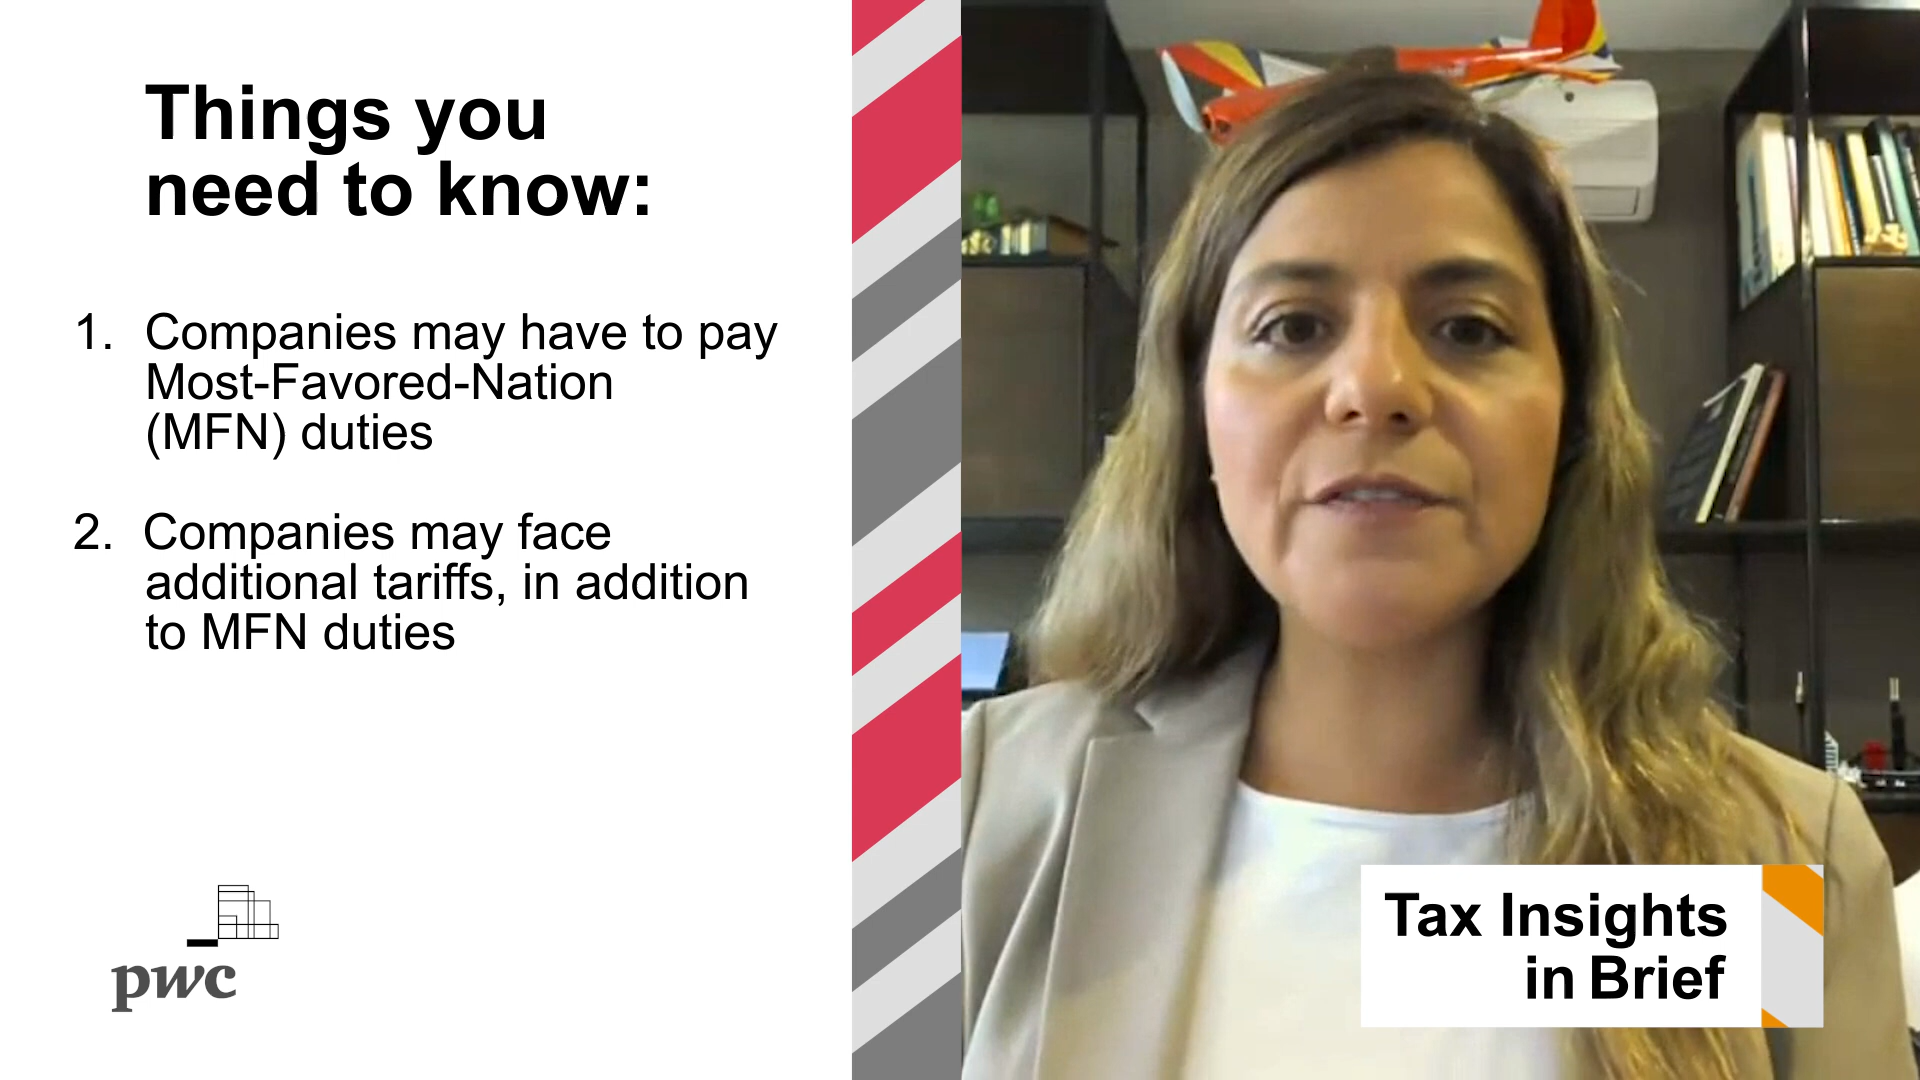 Things you
need to know:
1. Companies may have to pay
Most-Favored-Nation
(MFN) duties
2. Companies may face
additional tariffs, in addition
to MFN duties
pwc
Tax Insights
in Brief